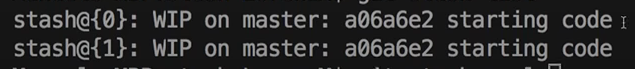 stash@{0}: WIP on master: a06a6e2 starting code
stash@{1}: WIP on master: a06a6e2 starting code